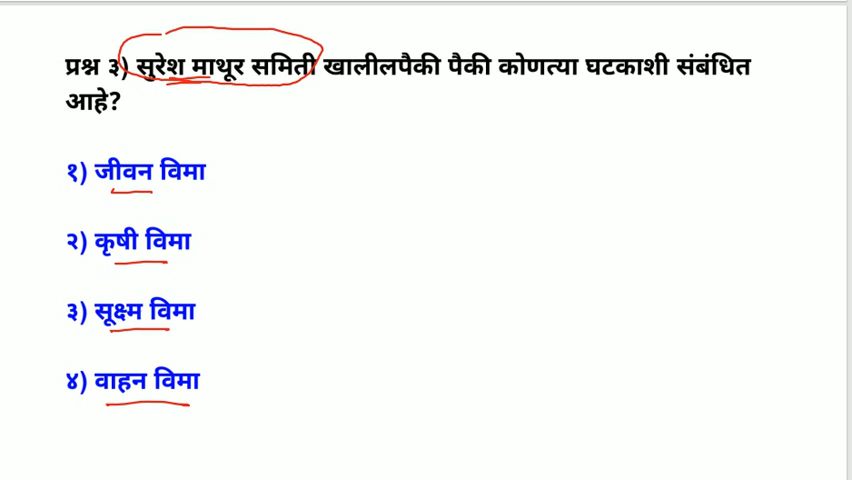 प्रश्न ३) सुरेश माथूर समिती खालीलपैकी पैकी कोणत्या घटकाशी संबंधित
आहे?
१) जीवन विमा
२) कृषी विमा
३) सूक्ष्म विमा
४) वाहन विमा